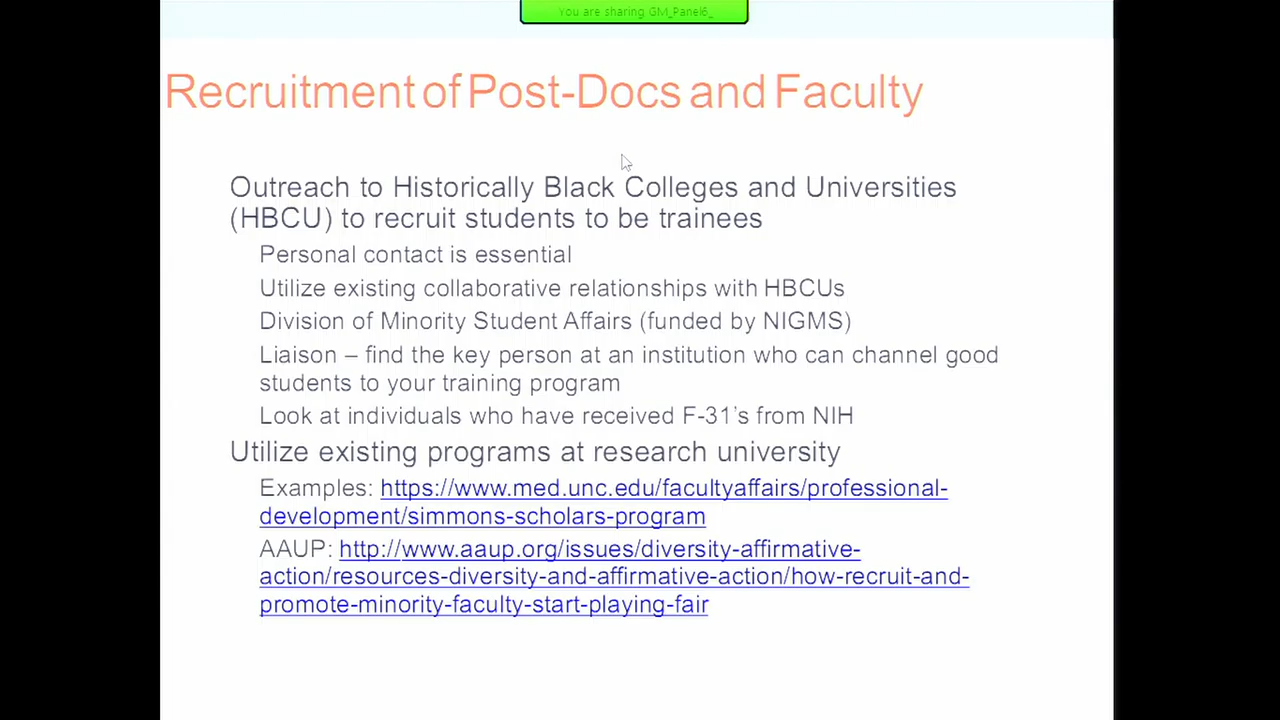 You are sharing GM_Panel6_
Recruitment of Post-Docs and Faculty
Outreach to Historically Black Colleges and Universities
(HBCU) to recruit students to be trainees
Personal contact is essential
Utilize existing collaborative relationships with HBCUs
Division of Minority Student Affairs (funded by NIGMS)
Liaison – find the key person at an institution who can channel good
students to your training program
Look at individuals who have received F-31's from NIH
Utilize existing programs at research university
Examples: https://www.med.unc.edu/facultyaffairs/professional-
development/simmons-scholars-program
AAUP: http://www.aaup.org/issues/diversity-affirmative-
action/resources-diversity-and-affirmative-action/how-recruit-and-
promote-minority-faculty-start-playing-fair